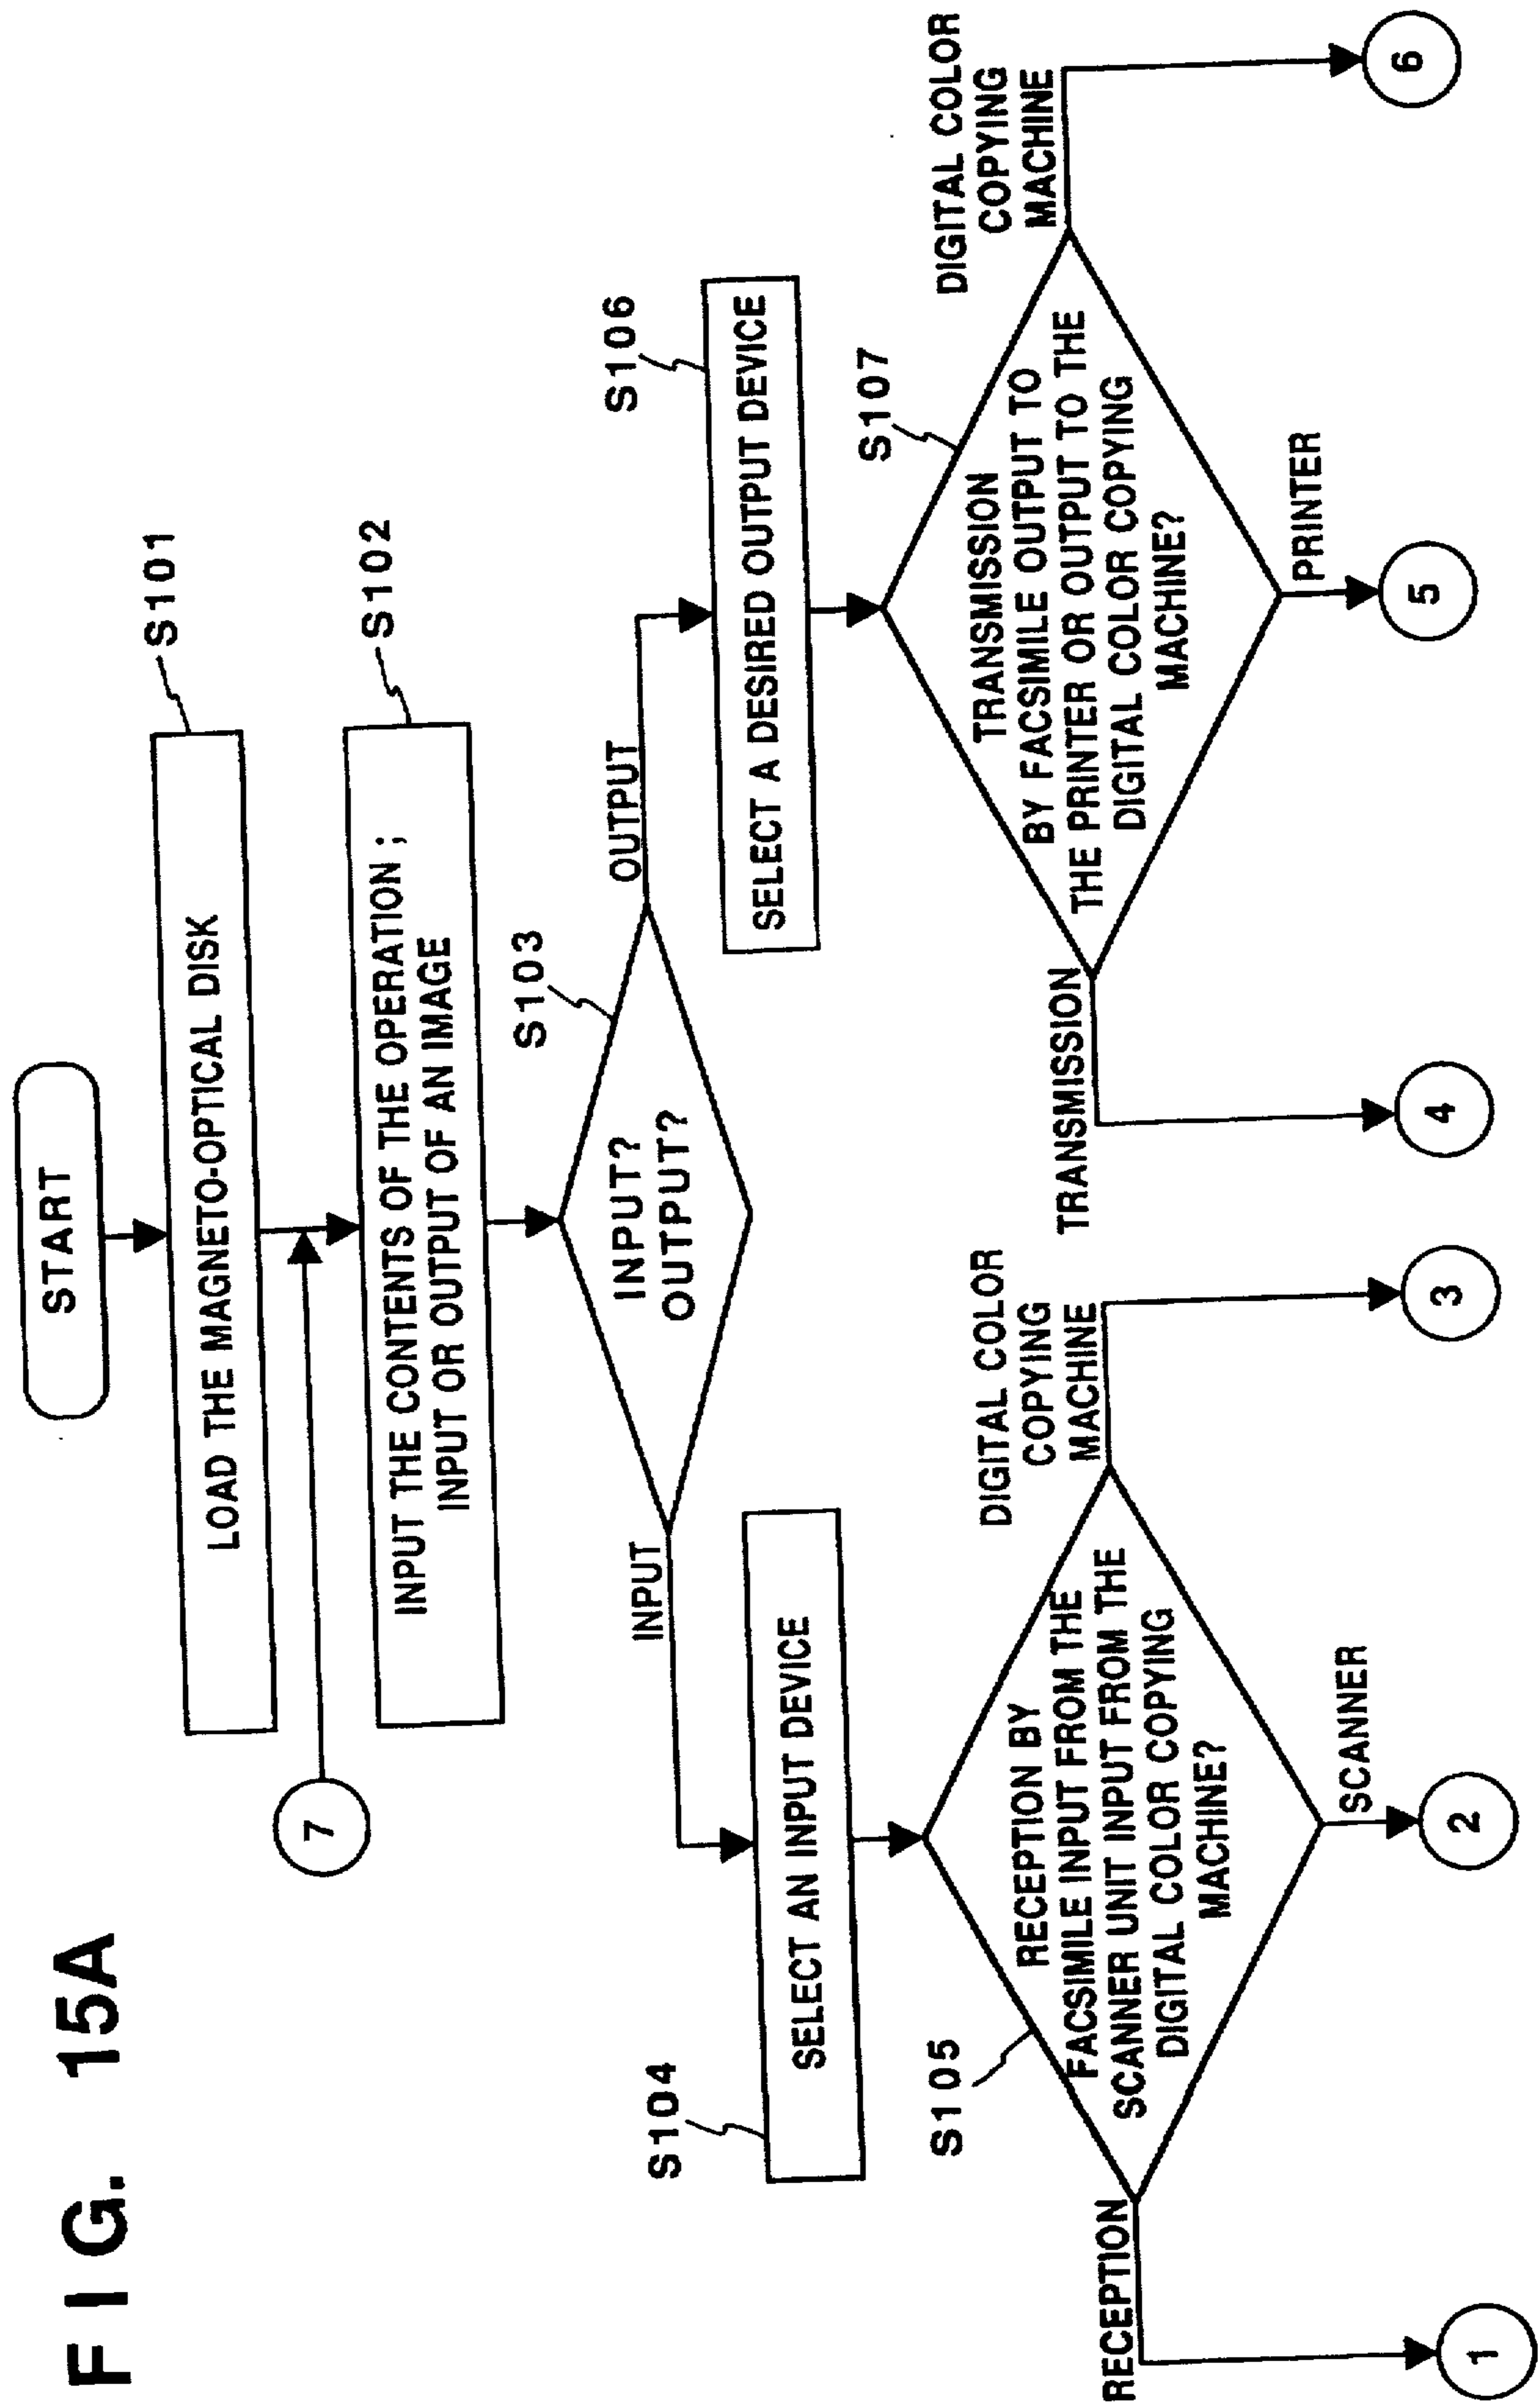 FIG. 15A
START
S101
LOAD THE MAGNETO-OPTICAL DISK
7
S102
INPUT THE CONTENTS OF THE OPERATION ;
INPUT OR OUTPUT OF AN IMAGE
S103
INPUT?
OUTPUT?
INPUT
OUTPUT
S104
SELECT AN INPUT DEVICE
S106
SELECT A DESIRED OUTPUT DEVICE
S105
RECEPTION BY
FACSIMILE INPUT FROM THE
SCANNER UNIT INPUT FROM THE
DIGITAL COLOR COPYING
MACHINE?
RECEPTION
SCANNER
DIGITAL COLOR
COPYING
MACHINE
S107
TRANSMISSION
BY FACSIMILE OUTPUT TO
THE PRINTER OR OUTPUT TO THE
DIGITAL COLOR COPYING
MACHINE?
TRANSMISSION
PRINTER
DIGITAL COLOR
COPYING
MACHINE
1
2
3
4
5
6